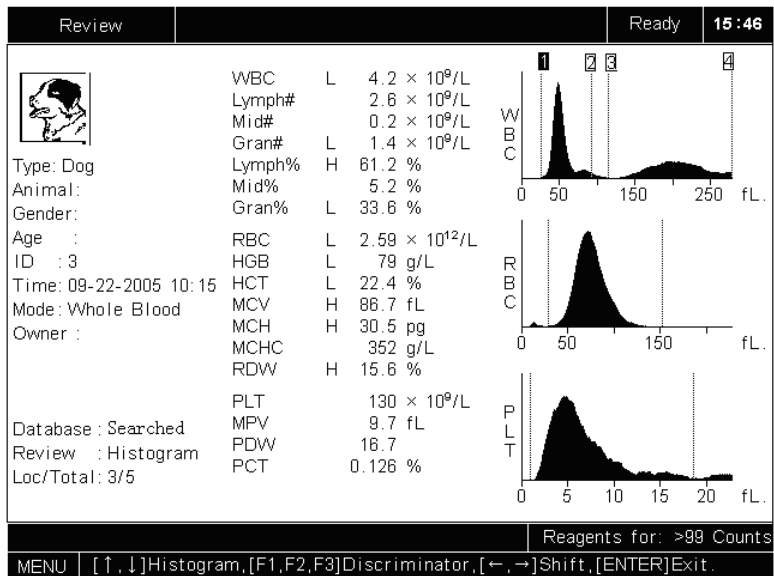 Review Ready 15:46
Type: Dog
Animal:
Gender:
Age :
ID : 3
Time: 09-22-2005 10:15
Mode: Whole Blood
Owner :
Database : Searched
Review : Histogram
Loc/Total: 3/5
WBC L 4.2 × 10⁹/L
Lymph# 2.6 × 10⁹/L
Mid# 0.2 × 10⁹/L
Gran# L 1.4 × 10⁹/L
Lymph% H 61.2 %
Mid% 5.2 %
Gran% L 33.6 %
RBC L 2.59 × 10¹²/L
HGB L 79 g/L
HCT L 22.4 %
MCV H 86.7 fL
MCH H 30.5 pg
MCHC 352 g/L
RDW H 15.6 %
PLT 130 × 10⁹/L
MPV 9.7 fL
PDW 16.7
PCT 0.126 %
1 2 3 4
WBC
0 50 150 250 fL.
RBC
0 50 150 fL.
PLT
0 5 10 15 20 fL.
Reagents for: >99 Counts
MENU [↑,↓]Histogram,[F1,F2,F3]Discriminator,[←,→]Shift,[ENTER]Exit.